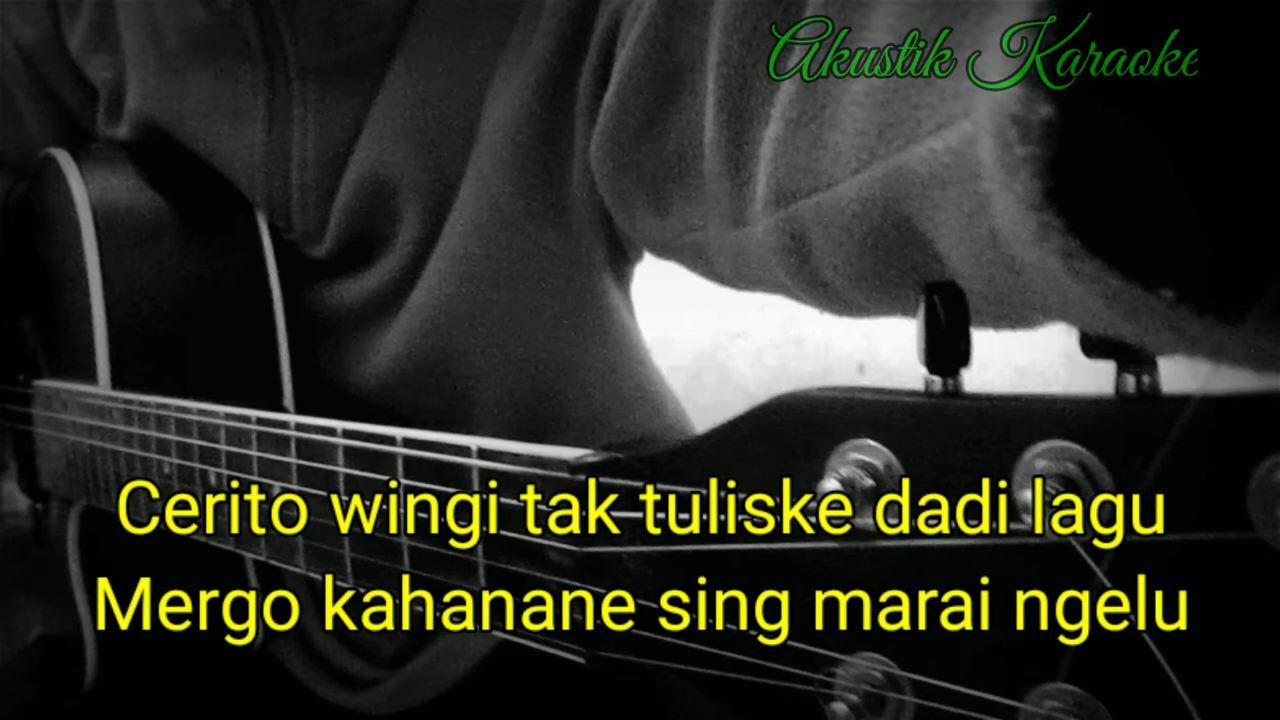 Akustik Karaoke
Cerito wingi tak tuliske dadi lagu
Mergo kahanane sing marai ngelu